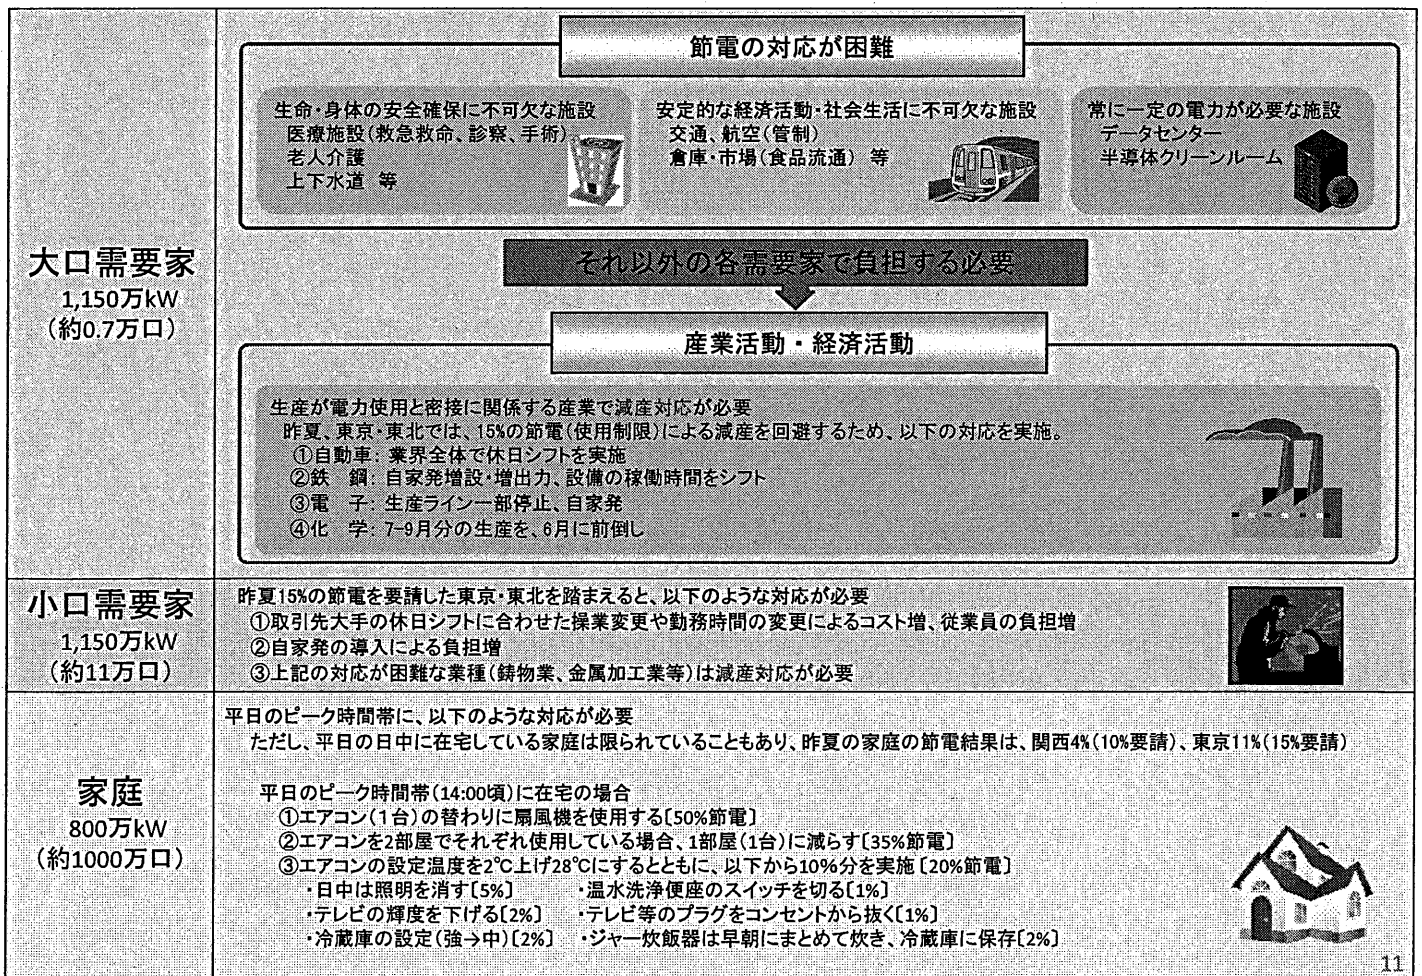 節電の対応が困難
生命・身体の安全確保に不可欠な施設
医療施設(救急救命、診察、手術)
老人介護
上下水道 等
安定的な経済活動・社会生活に不可欠な施設
交通、航空(管制)
倉庫・市場(食品流通) 等
常に一定の電力が必要な施設
データセンター
半導体クリーンルーム
大口需要家
1,150万kW
(約0.7万口)
それ以外の各需要家で負担する必要
産業活動・経済活動
生産が電力使用と密接に関係する産業で減産対応が必要
昨夏、東京・東北では、15%の節電(使用制限)による減産を回避するため、以下の対応を実施。
①自動車: 業界全体で休日シフトを実施
②鉄 鋼: 自家発増設・増出力、設備の稼働時間をシフト
③電 子: 生産ライン一部停止、自家発
④化 学: 7-9月分の生産を、6月に前倒し
小口需要家
1,150万kW
(約11万口)
昨夏15%の節電を要請した東京・東北を踏まえると、以下のような対応が必要
①取引先大手の休日シフトに合わせた操業変更や勤務時間の変更によるコスト増、従業員の負担増
②自家発の導入による負担増
③上記の対応が困難な業種(鋳物業、金属加工業等)は減産対応が必要
家庭
800万kW
(約1000万口)
平日のピーク時間帯に、以下のような対応が必要
ただし、平日の日中に在宅している家庭は限られていることもあり、昨夏の家庭の節電結果は、関西4%(10%要請)、東京11%(15%要請)
平日のピーク時間帯(14:00頃)に在宅の場合
①エアコン(1台)の替わりに扇風機を使用する〔50%節電〕
②エアコンを2部屋でそれぞれ使用している場合、1部屋(1台)に減らす〔35%節電〕
③エアコンの設定温度を2℃上げ28℃にするとともに、以下から10%分を実施〔20%節電〕
・日中は照明を消す〔5%〕 ・温水洗浄便座のスイッチを切る〔1%〕
・テレビの輝度を下げる〔2%〕 ・テレビ等のプラグをコンセントから抜く〔1%〕
・冷蔵庫の設定(強→中)〔2%〕 ・ジャー炊飯器は早朝にまとめて炊き、冷蔵庫に保存〔2%〕
11